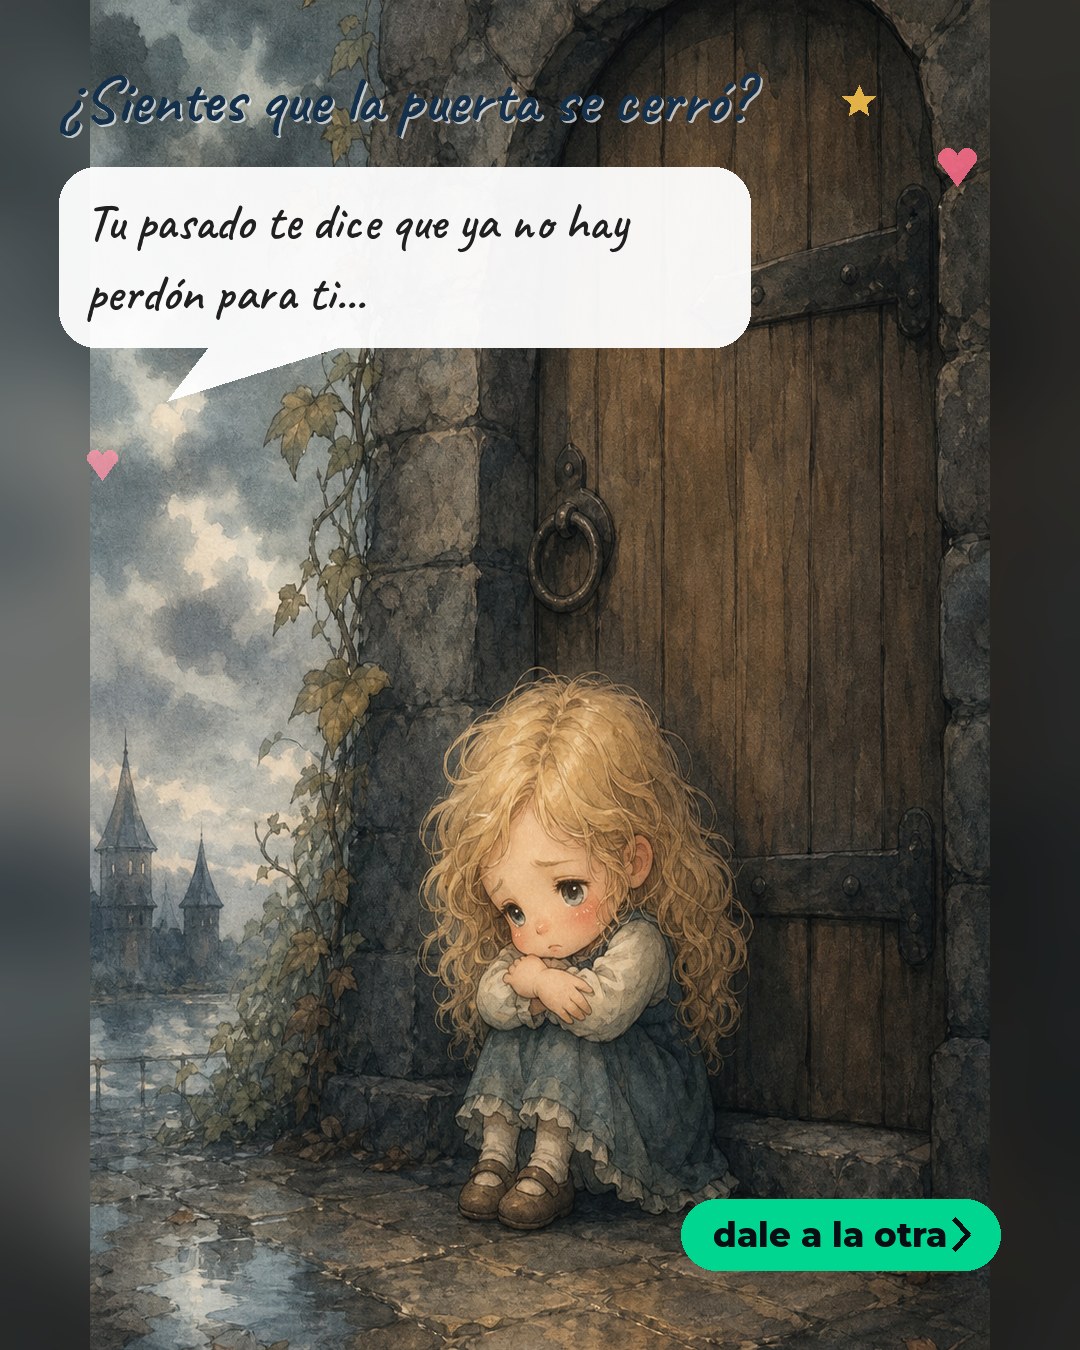 ¿Sientes que la puerta se cerró?
Tu pasado te dice que ya no hay
perdón para ti...
dale a la otra